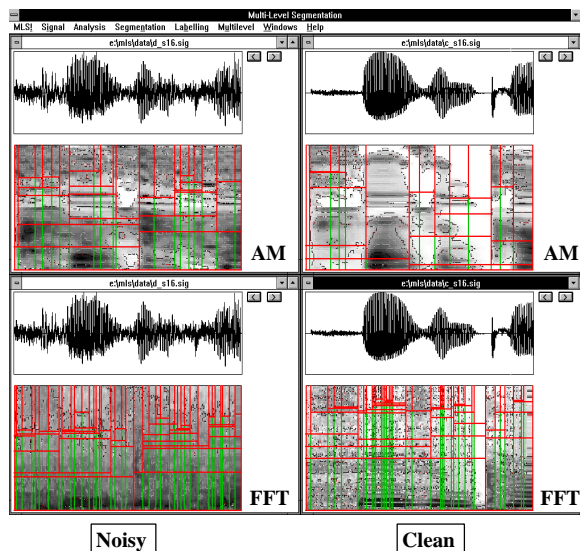 Multi-Level Segmentation
MLS! Signal Analysis Segmentation Labelling Multilevel Windows Help
e:\mls\data\d_s16.sig
e:\mls\data\c_s16.sig
AM
AM
e:\mls\data\d_s16.sig
e:\mls\data\c_s16.sig
FFT
FFT
Noisy
Clean